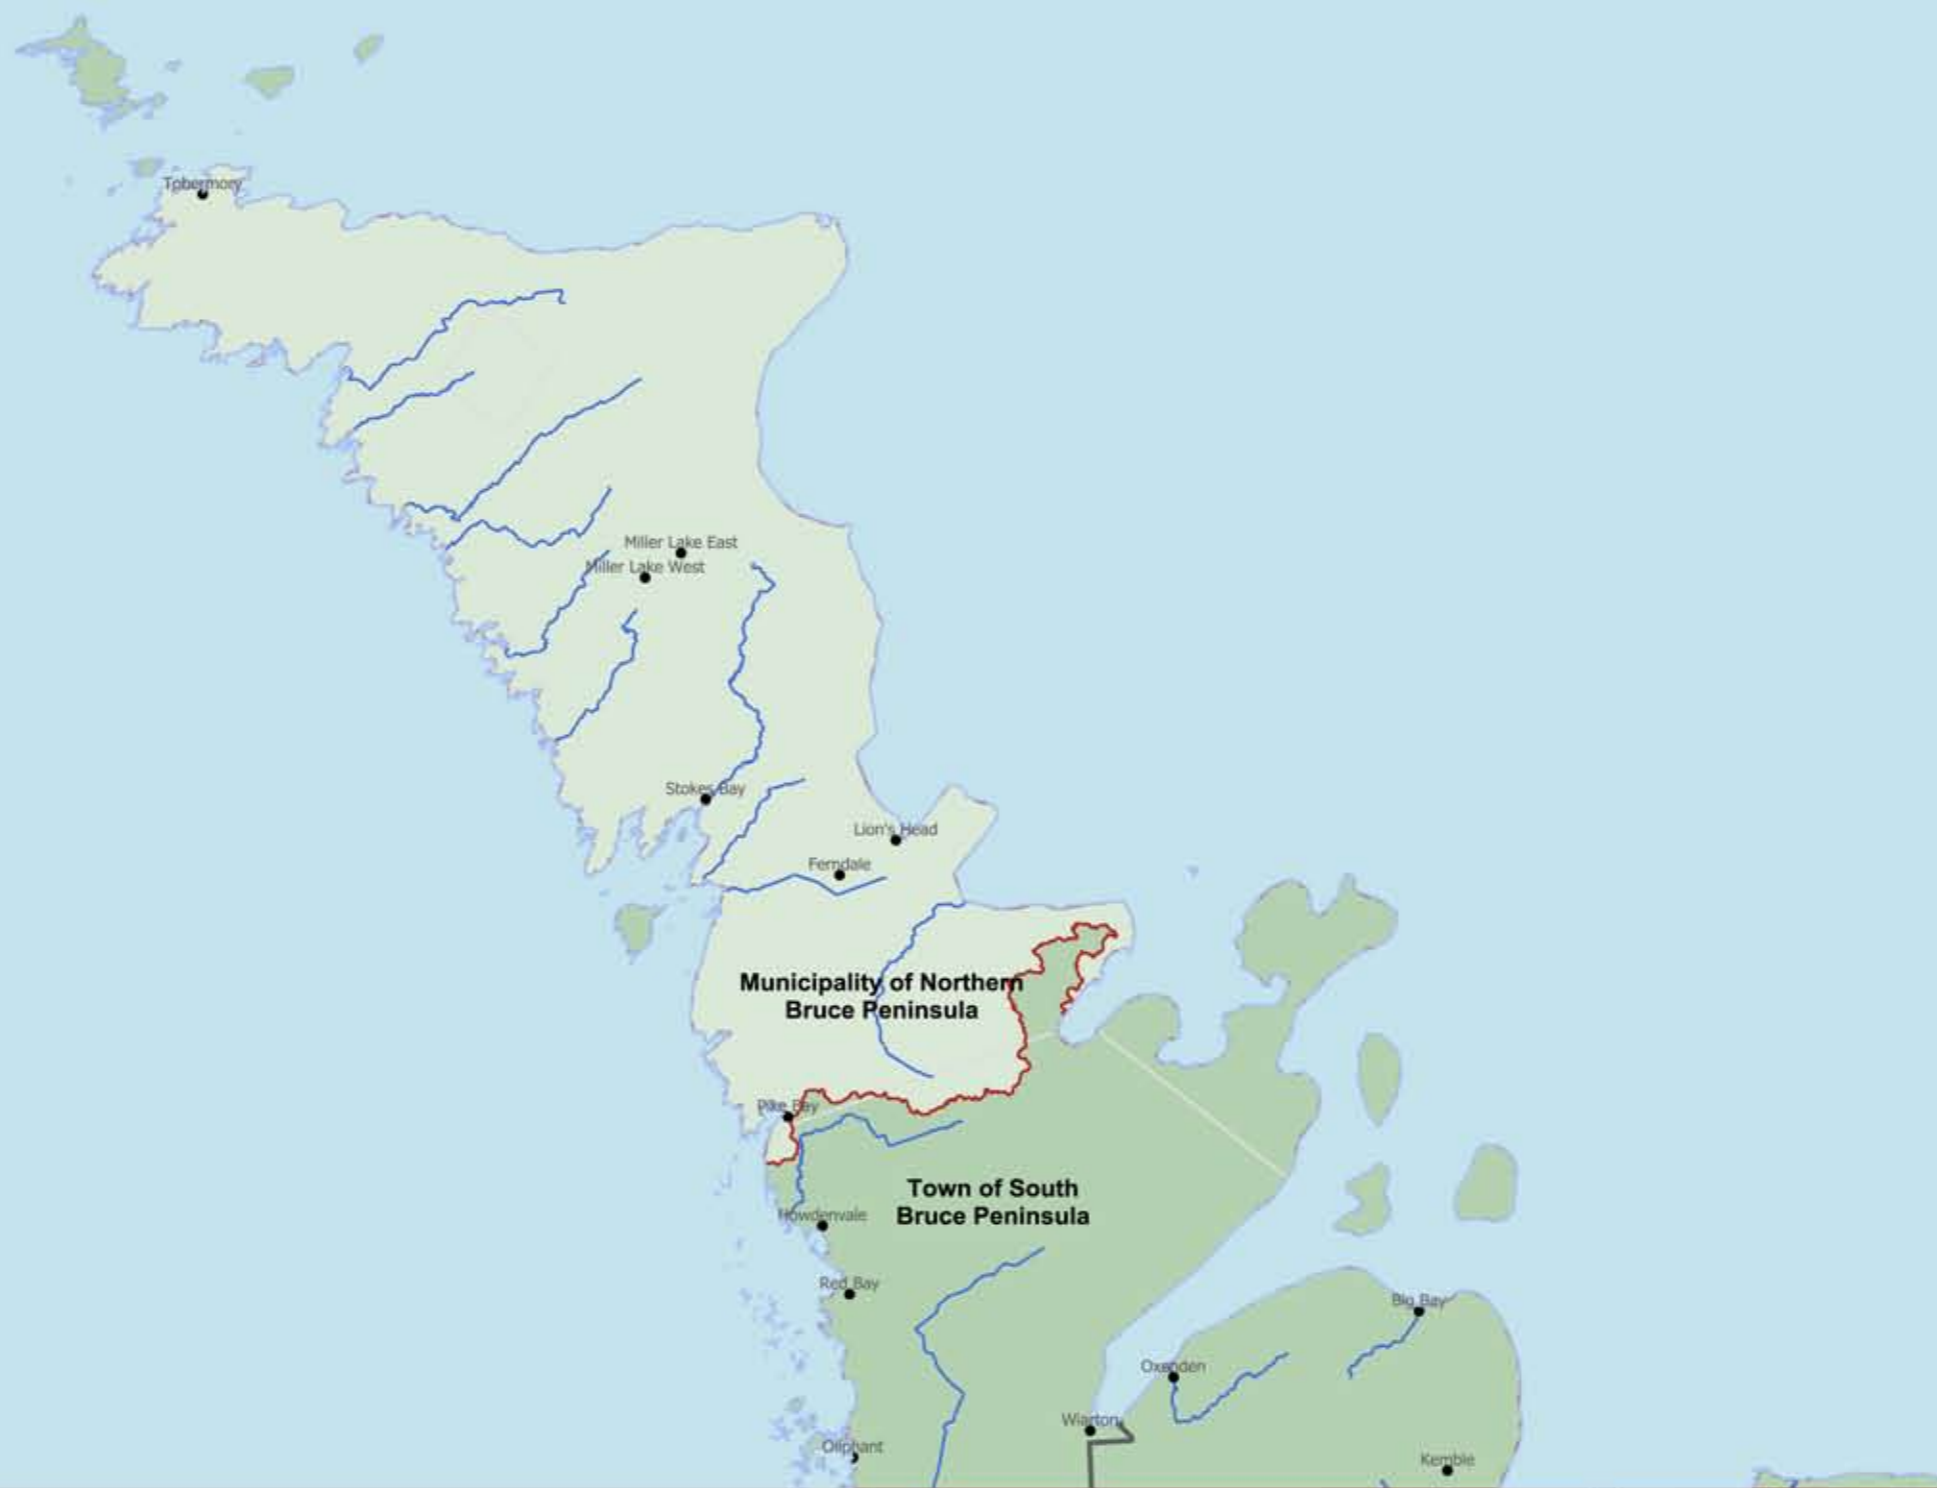 Tobermory
Miller Lake East
Miller Lake West
Stokes Bay
Lion's Head
Ferndale
Municipality of Northern
Bruce Peninsula
Pike Bay
Town of South
Bruce Peninsula
Howdenvale
Red Bay
Big Bay
Oxenden
Wiarton
Oliphant
Kemble